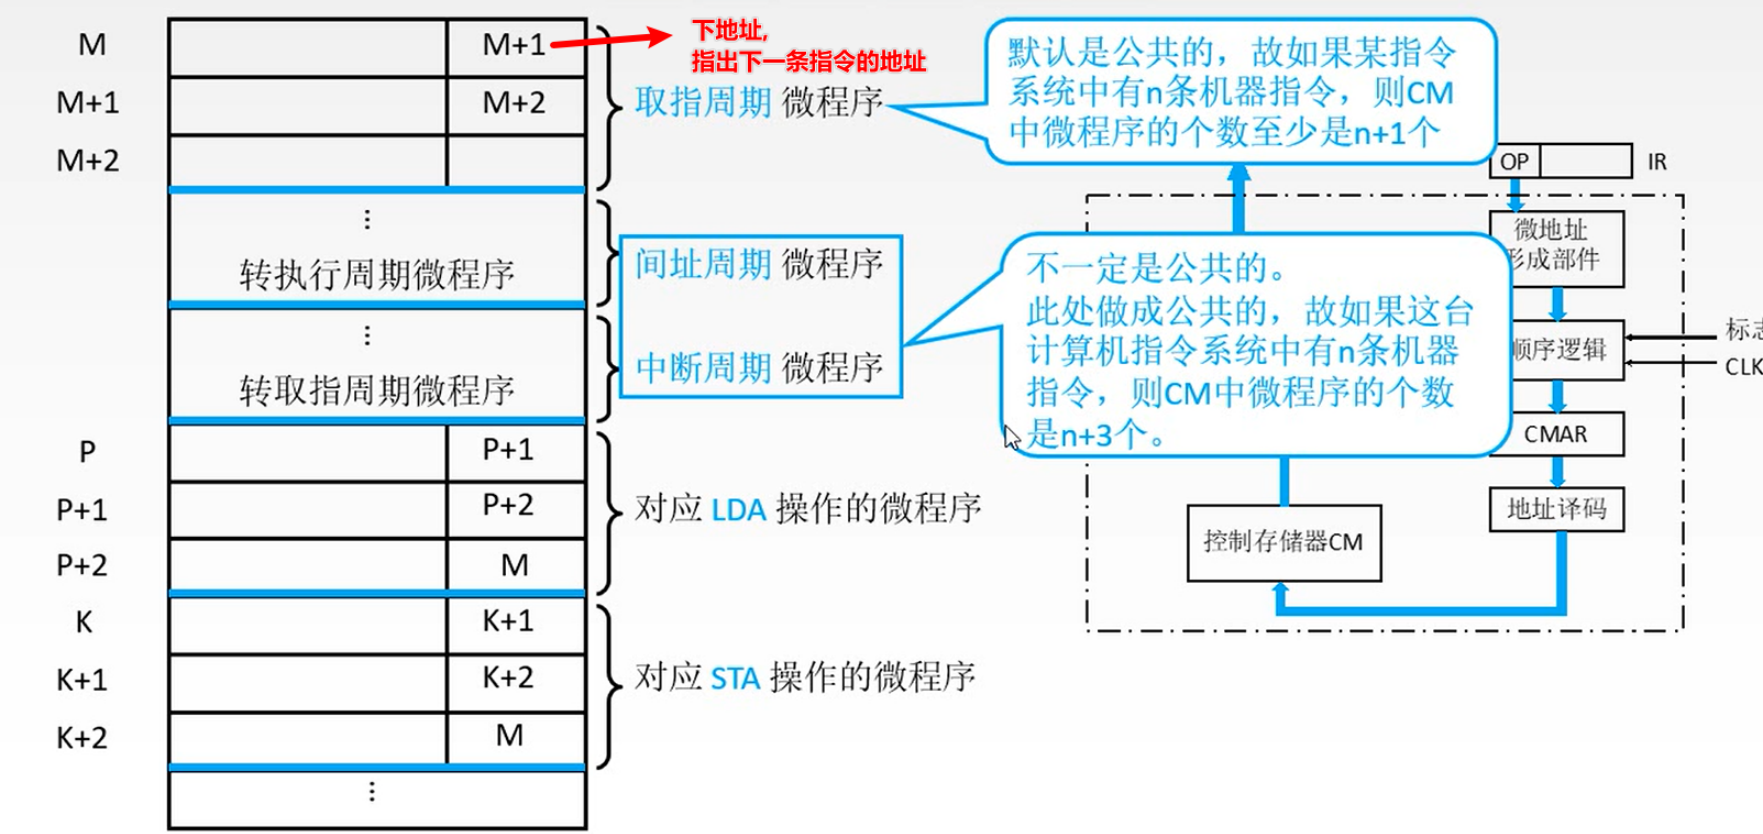 M
M+1
下地址,
指出下一条指令的地址
M+1
M+2
取指周期 微程序
M+2
默认是公共的，故如果某指令
系统中有n条机器指令，则CM
中微程序的个数至少是n+1个
OP
IR
⋮
转执行周期微程序
间址周期 微程序
⋮
转取指周期微程序
中断周期 微程序
不一定是公共的。
此处做成公共的，故如果这台
计算机指令系统中有n条机器
指令，则CM中微程序的个数
是n+3个。
微地址
形成部件
顺序逻辑
标志
CLK
CMAR
地址译码
控制存储器CM
P
P+1
P+1
P+2
对应 LDA 操作的微程序
P+2
M
K
K+1
K+1
K+2
对应 STA 操作的微程序
K+2
M
⋮